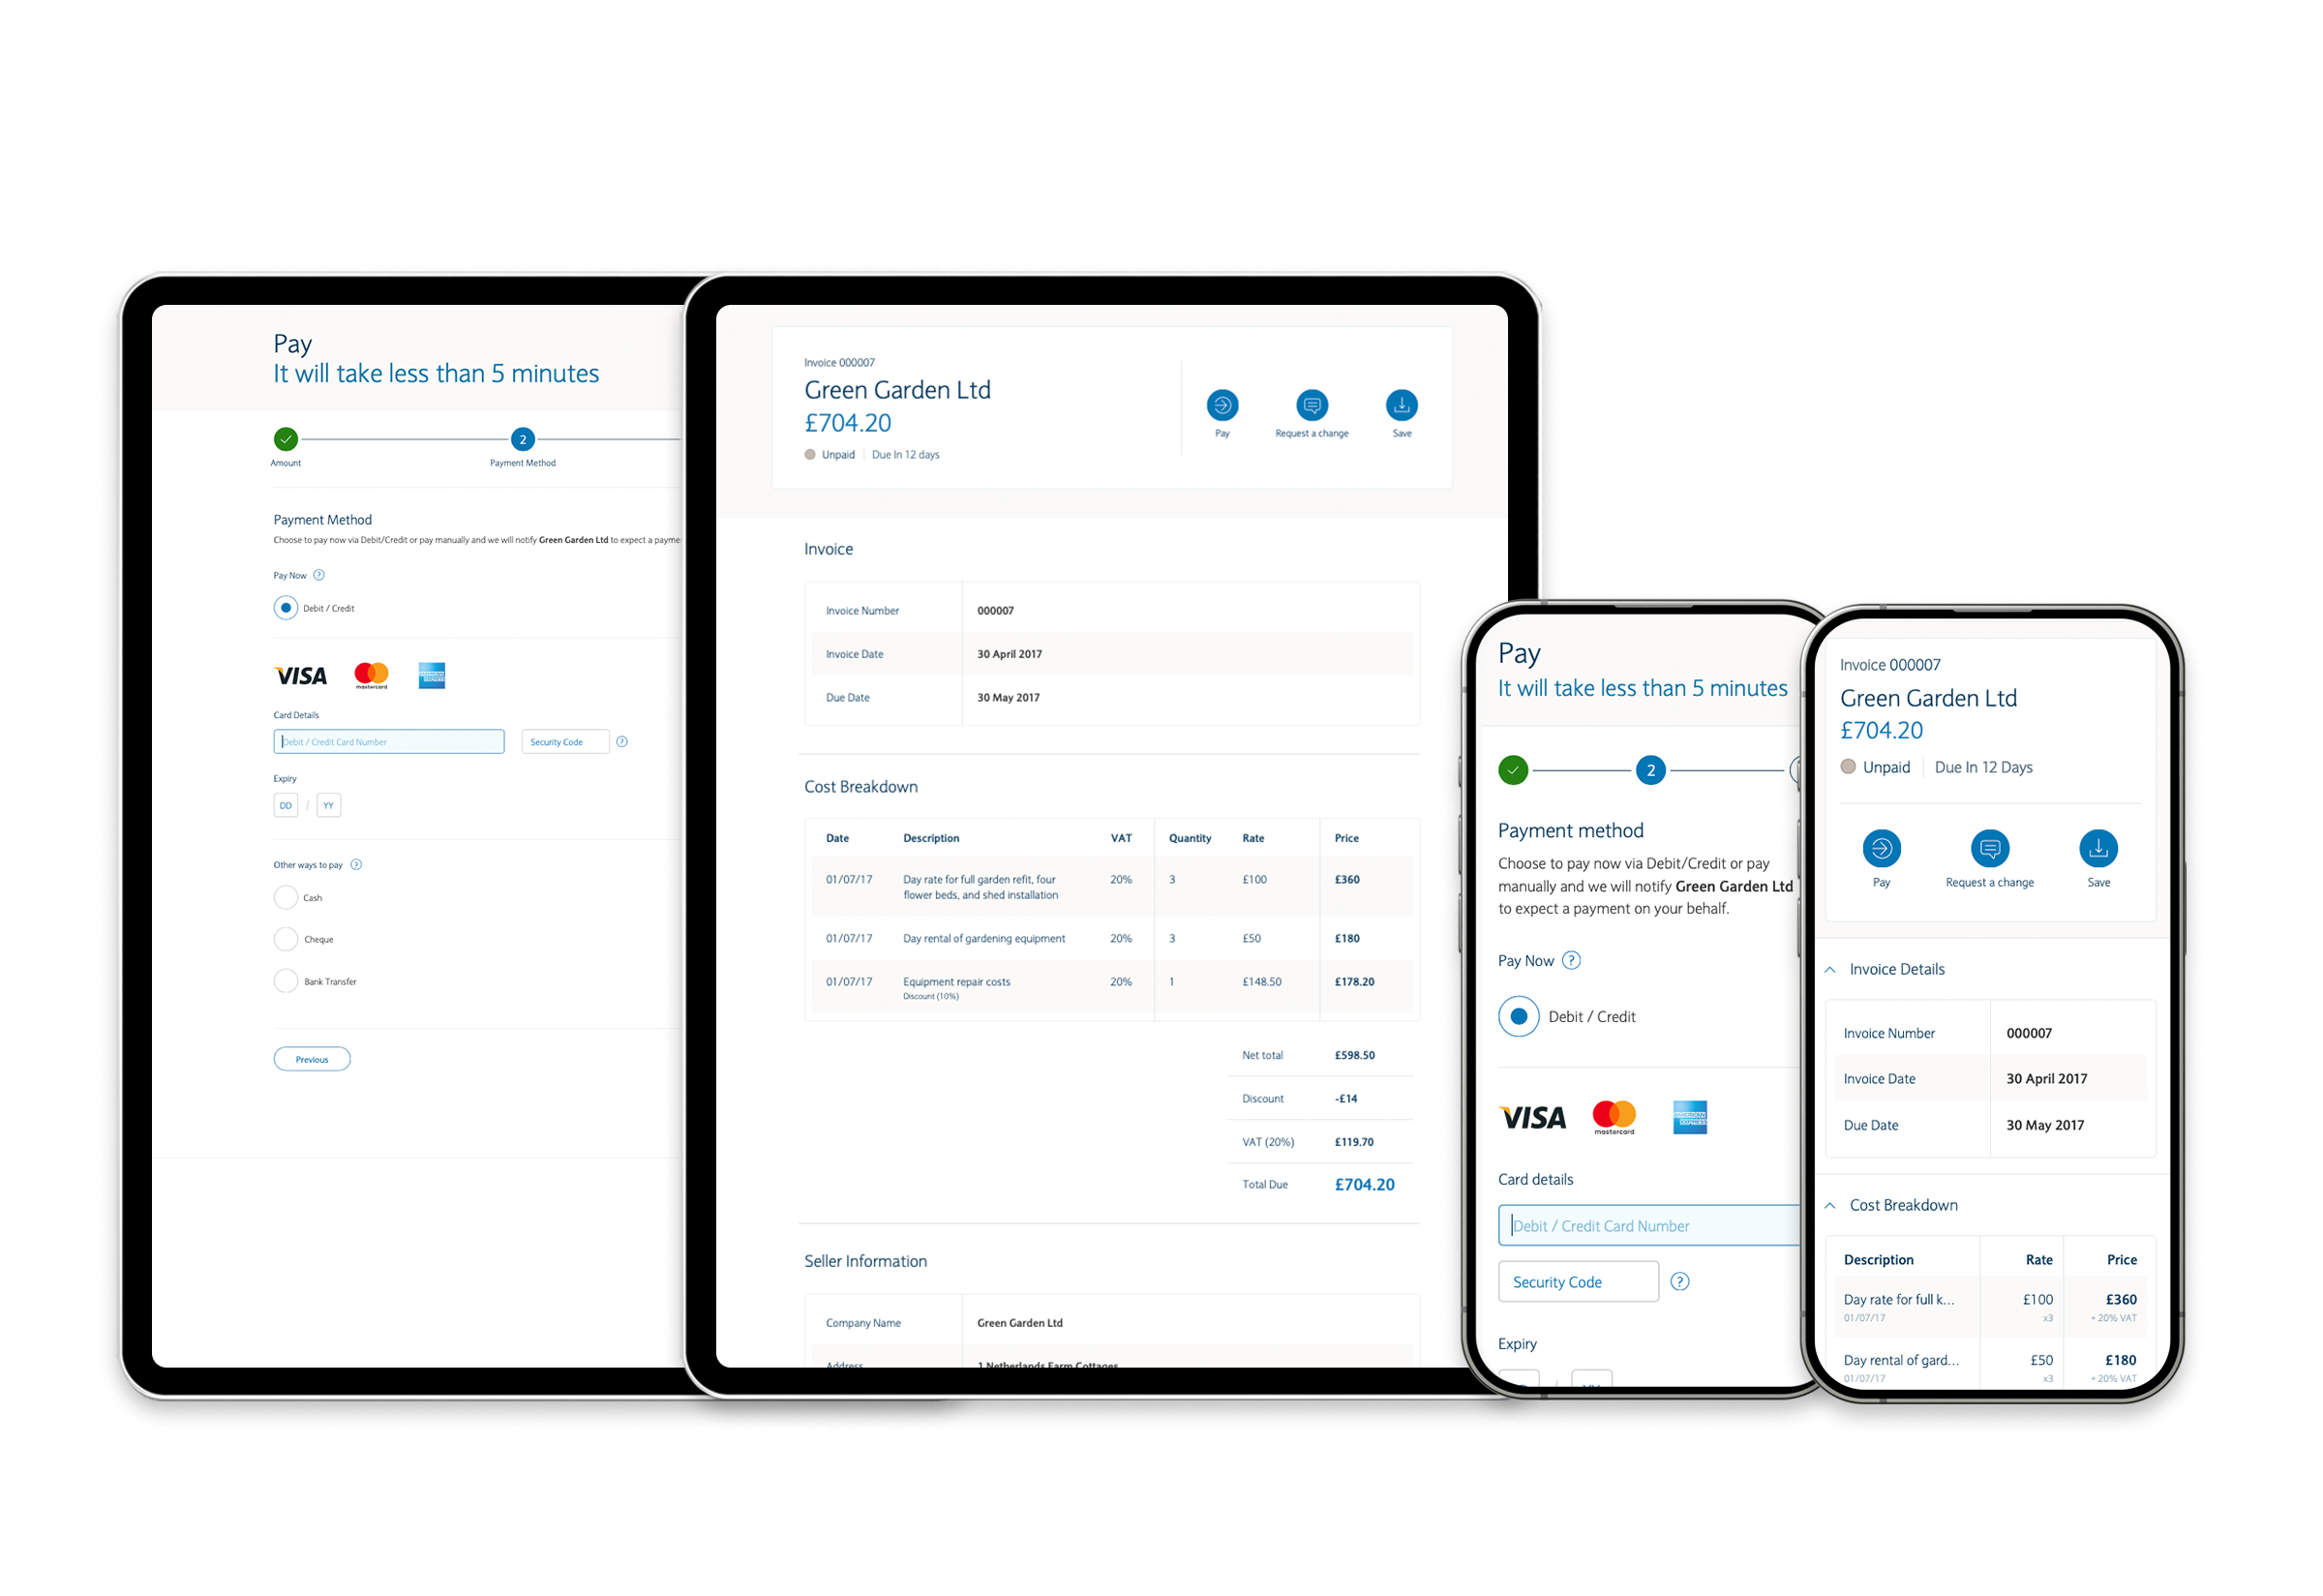 Pay
It will take less than 5 minutes
2
Amount
Payment Method
Payment Method
Choose to pay now via Debit/Credit or pay manually and we will notify Green Garden Ltd to expect a
Pay Now ?
Debit / Credit
VISA mastercard AMERICAN EXPRESS
Card Details
Debit / Credit Card Number
Security Code ?
Expiry
DD / YY
Other ways to pay ?
Cash
Cheque
Bank Transfer
Previous
Invoice 000007
Green Garden Ltd
£704.20
Unpaid Due In 12 days
Pay Request a change Save
Invoice
Invoice Number 000007
Invoice Date 30 April 2017
Due Date 30 May 2017
Cost Breakdown
Date Description VAT Quantity Rate Price
01/07/17 Day rate for full garden refit, four 20% 3 £100 £360
flower beds, and shed installation
01/07/17 Day rental of gardening equipment 20% 3 £50 £180
01/07/17 Equipment repair costs 20% 1 £148.50 £178.20
Discount (10%)
Net total £598.50
Discount -£14
VAT (20%) £119.70
Total Due £704.20
Seller Information
Company Name Green Garden Ltd
Address 1 Netherlands Farm Cottages
Pay
It will take less than 5 minutes
2
Payment method
Choose to pay now via Debit/Credit or pay
manually and we will notify Green Garden Ltd
to expect a payment on your behalf.
Pay Now ?
Debit / Credit
VISA mastercard AMERICAN EXPRESS
Card details
Debit / Credit Card Number
Security Code ?
Expiry
Invoice 000007
Green Garden Ltd
£704.20
Unpaid Due In 12 Days
Pay Request a change Save
Invoice Details
Invoice Number 000007
Invoice Date 30 April 2017
Due Date 30 May 2017
Cost Breakdown
Description Rate Price
Day rate for full k... £100 £360
01/07/17 x3 + 20% VAT
Day rental of gard... £50 £180
01/07/17 x3 + 20% VAT